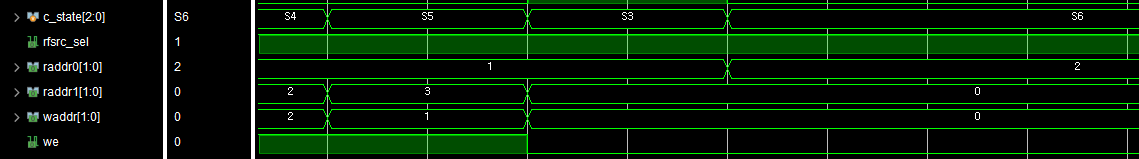 c_state[2:0] S6 S4 S5 S3 S6
rfsrc_sel 1
raddr0[1:0] 2 1 2
raddr1[1:0] 0 2 3 0
waddr[1:0] 0 2 1 0
we 0